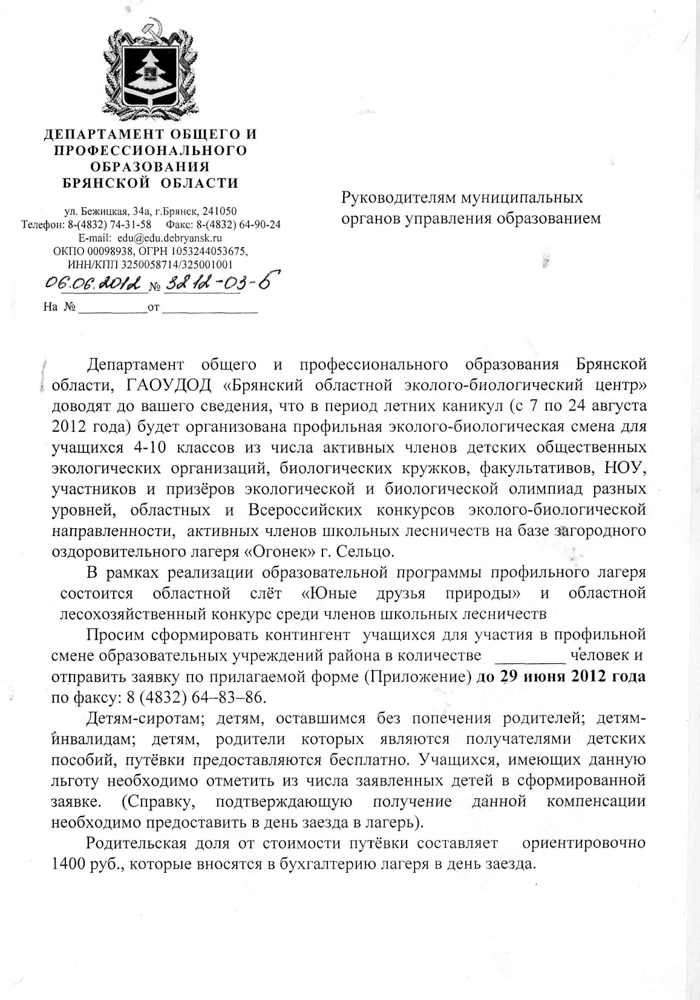 ДЕПАРТАМЕНТ ОБЩЕГО И
ПРОФЕССИОНАЛЬНОГО
ОБРАЗОВАНИЯ
БРЯНСКОЙ ОБЛАСТИ
ул. Бежицкая, 34а, г.Брянск, 241050
Телефон: 8-(4832) 74-31-58 Факс: 8-(4832) 64-90-24
E-mail: edu@edu.debryansk.ru
ОКПО 00098938, ОГРН 1053244053675,
ИНН/КПП 3250058714/325001001
06.06.2012 № 3212-03-б
На № ___________от _______________
Руководителям муниципальных
органов управления образованием
Департамент общего и профессионального образования Брянской
области, ГАОУДОД «Брянский областной эколого-биологический центр»
доводят до вашего сведения, что в период летних каникул (с 7 по 24 августа
2012 года) будет организована профильная эколого-биологическая смена для
учащихся 4-10 классов из числа активных членов детских общественных
экологических организаций, биологических кружков, факультативов, НОУ,
участников и призёров экологической и биологической олимпиад разных
уровней, областных и Всероссийских конкурсов эколого-биологической
направленности, активных членов школьных лесничеств на базе загородного
оздоровительного лагеря «Огонек» г. Сельцо.
В рамках реализации образовательной программы профильного лагеря
состоится областной слёт «Юные друзья природы» и областной
лесохозяйственный конкурс среди членов школьных лесничеств
Просим сформировать контингент учащихся для участия в профильной
смене образовательных учреждений района в количестве ________ человек и
отправить заявку по прилагаемой форме (Приложение) до 29 июня 2012 года
по факсу: 8 (4832) 64–83–86.
Детям-сиротам; детям, оставшимся без попечения родителей; детям-
инвалидам; детям, родители которых являются получателями детских
пособий, путёвки предоставляются бесплатно. Учащихся, имеющих данную
льготу необходимо отметить из числа заявленных детей в сформированной
заявке. (Справку, подтверждающую получение данной компенсации
необходимо предоставить в день заезда в лагерь).
Родительская доля от стоимости путёвки составляет ориентировочно
1400 руб., которые вносятся в бухгалтерию лагеря в день заезда.